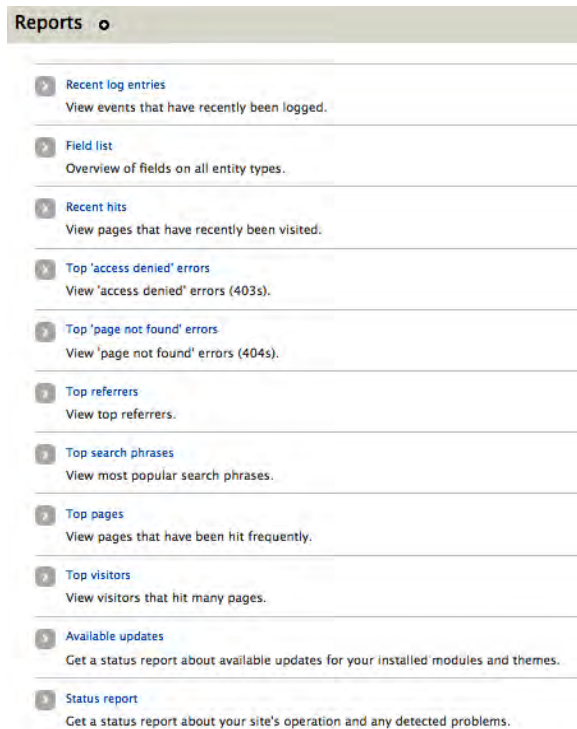 Reports
Recent log entries
View events that have recently been logged.
Field list
Overview of fields on all entity types.
Recent hits
View pages that have recently been visited.
Top 'access denied' errors
View 'access denied' errors (403s).
Top 'page not found' errors
View 'page not found' errors (404s).
Top referrers
View top referrers.
Top search phrases
View most popular search phrases.
Top pages
View pages that have been hit frequently.
Top visitors
View visitors that hit many pages.
Available updates
Get a status report about available updates for your installed modules and themes.
Status report
Get a status report about your site's operation and any detected problems.